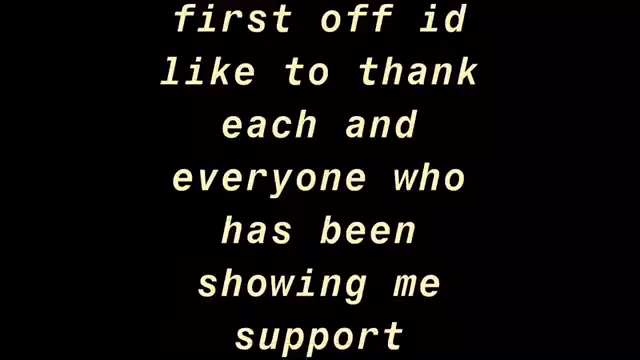 first off id
like to thank
each and
everyone who
has been
showing me
support